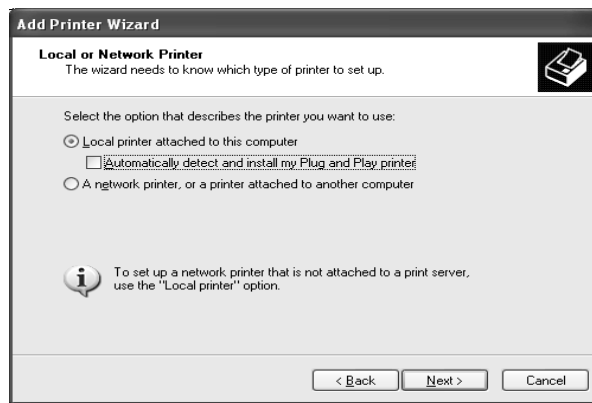 Add Printer Wizard
Local or Network Printer
The wizard needs to know which type of printer to set up.
Select the option that describes the printer you want to use:
Local printer attached to this computer
Automatically detect and install my Plug and Play printer
A network printer, or a printer attached to another computer
To set up a network printer that is not attached to a print server,
use the "Local printer" option.
< Back
Next >
Cancel